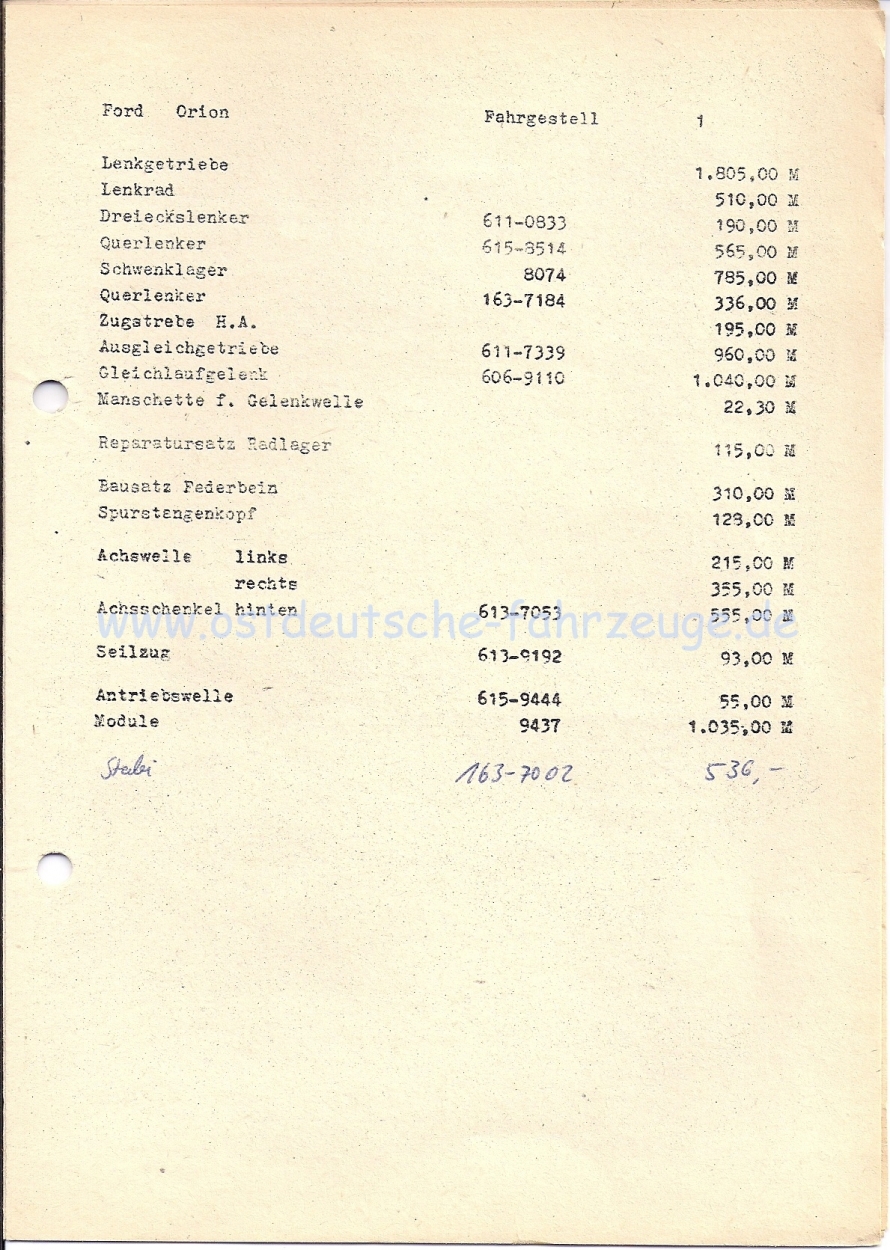 Ford Orion Fahrgestell 1
Lenkgetriebe 1.805,00 M
Lenkrad 510,00 M
Dreieckslenker 611-0833 190,00 M
Querlenker 615-8514 565,00 M
Schwenklager 8074 785,00 M
Querlenker 163-7184 336,00 M
Zugstrebe H.A. 195,00 M
Ausgleichgetriebe 611-7339 960,00 M
Gleichlaufgelenk 606-9110 1.040,00 M
Manschette f. Gelenkwelle 22,30 M
Reparatursatz Radlager 115,00 M
Bausatz Federbein 310,00 M
Spurstangenkopf 128,00 M
Achswelle links 215,00 M
rechts 355,00 M
Achsschenkel hinten 613-7053 555,00 M
www.ostdeutsche-fahrzeuge.de
Seilzug 613-9192 93,00 M
Antriebswelle 615-9444 55,00 M
Module 9437 1.035,00 M
Stabi 163-7002 536,-